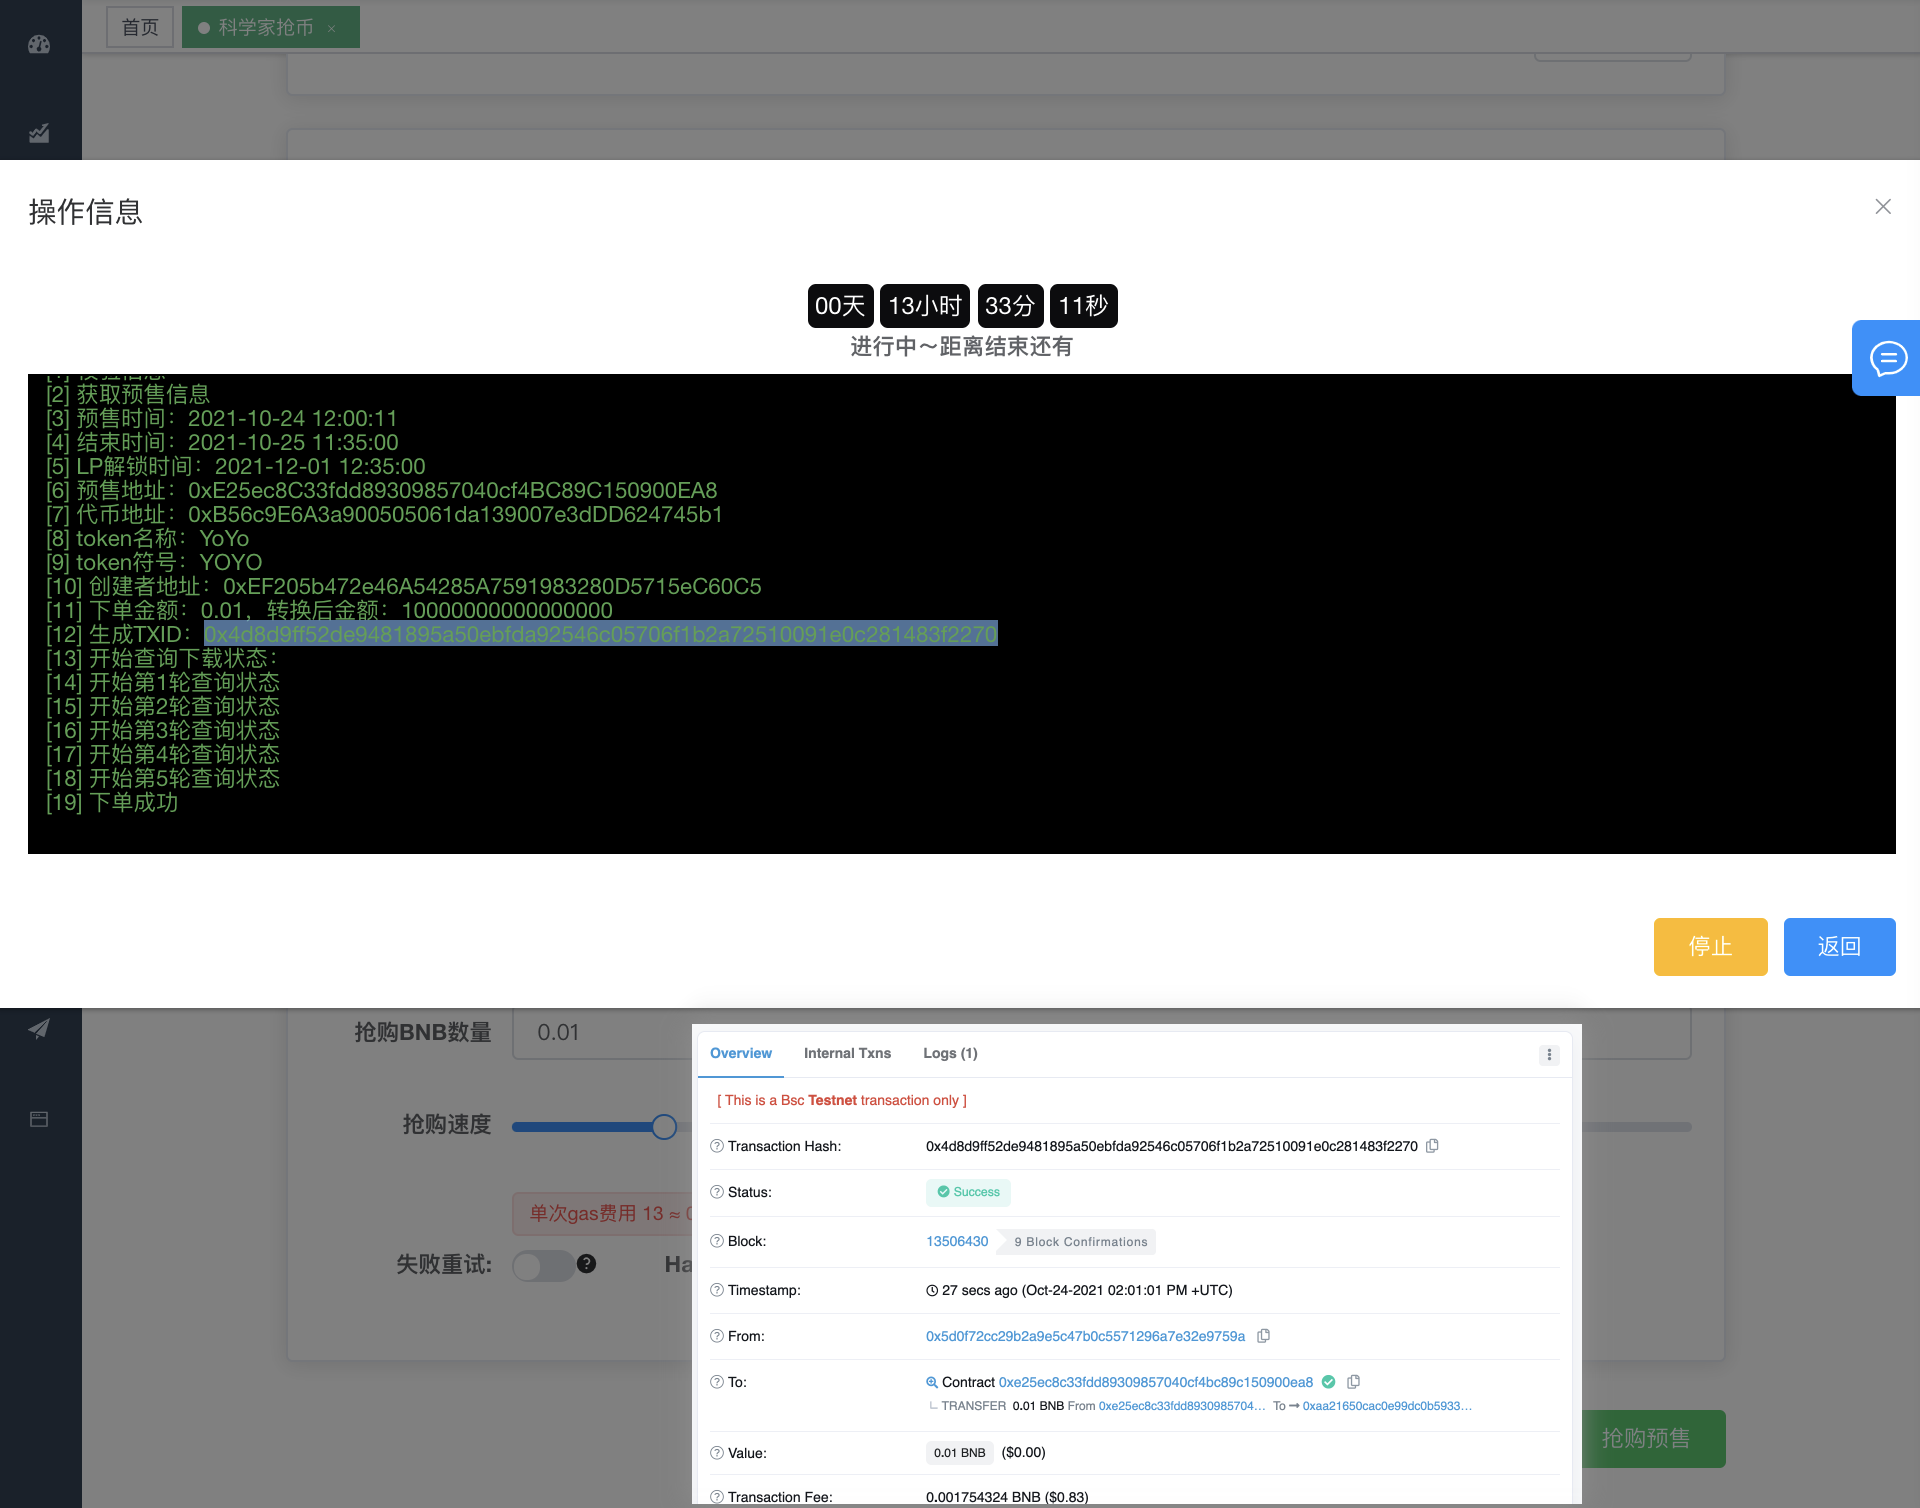 首页
科学家抢币 ×
操作信息
00天 13小时 33分 11秒
进行中～距离结束还有
[2] 获取预售信息
[3] 预售时间：2021-10-24 12:00:11
[4] 结束时间：2021-10-25 11:35:00
[5] LP解锁时间：2021-12-01 12:35:00
[6] 预售地址：0xE25ec8C33fdd89309857040cf4BC89C150900EA8
[7] 代币地址：0xB56c9E6A3a900505061da139007e3dDD624745b1
[8] token名称：YoYo
[9] token符号：YOYO
[10] 创建者地址：0xEF205b472e46A54285A7591983280D5715eC60C5
[11] 下单金额：0.01，转换后金额：10000000000000000
[12] 生成TXID：0x4d8d9ff52de9481895a50ebfda92546c05706f1b2a72510091e0c281483f2270
[13] 开始查询下载状态：
[14] 开始第1轮查询状态
[15] 开始第2轮查询状态
[16] 开始第3轮查询状态
[17] 开始第4轮查询状态
[18] 开始第5轮查询状态
[19] 下单成功
停止
返回
抢购BNB数量 0.01
抢购速度
单次gas费用 13 ≈
失败重试: Ha
Overview Internal Txns Logs (1)
[ This is a Bsc Testnet transaction only ]
Transaction Hash: 0x4d8d9ff52de9481895a50ebfda92546c05706f1b2a72510091e0c281483f2270
Status: Success
Block: 13506430 9 Block Confirmations
Timestamp: 27 secs ago (Oct-24-2021 02:01:01 PM +UTC)
From: 0x5d0f72cc29b2a9e5c47b0c5571296a7e32e9759a
To: Contract 0xe25ec8c33fdd89309857040cf4bc89c150900ea8
TRANSFER 0.01 BNB From 0xe25ec8c33fdd8930985704... To → 0xaa21650cac0e99dc0b5933...
Value: 0.01 BNB ($0.00)
Transaction Fee: 0.001754324 BNB ($0.83)
抢购预售